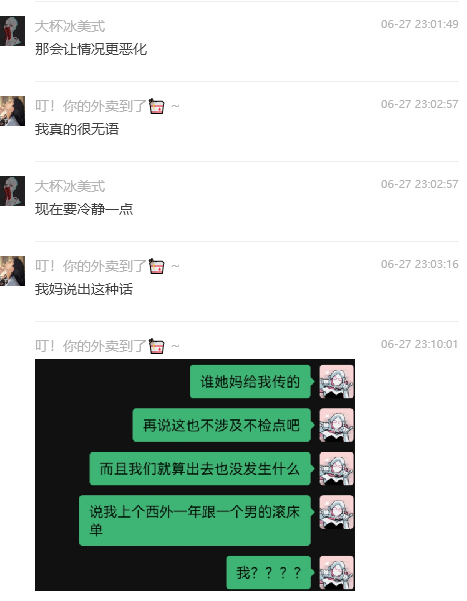 大杯冰美式 06-27 23:01:49
那会让情况更恶化
叮！你的外卖到了 ~ 06-27 23:02:57
我真的很无语
大杯冰美式 06-27 23:02:57
现在要冷静一点
叮！你的外卖到了 ~ 06-27 23:03:16
我妈说出这种话
叮！你的外卖到了 ~ 06-27 23:10:01
谁她妈给我传的
再说这也不涉及不检点吧
而且我们就算出去也没发生什么
说我上个西外一年跟一个男的滚床
单
我？？？？